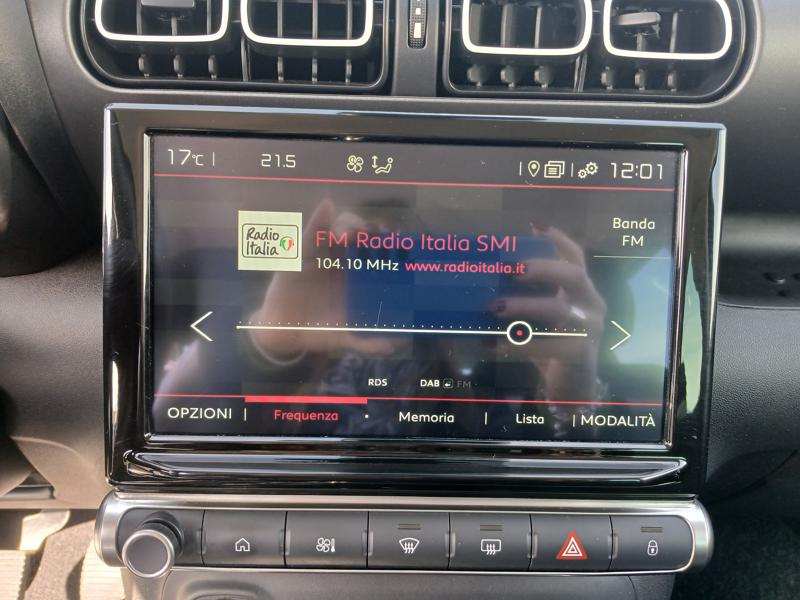 17°C 21.5 12:01
Radio Italia
FM Radio Italia SMI
104.10 MHz www.radioitalia.it
Banda
FM
RDS DAB FM
OPZIONI Frequenza Memoria Lista MODALITÀ